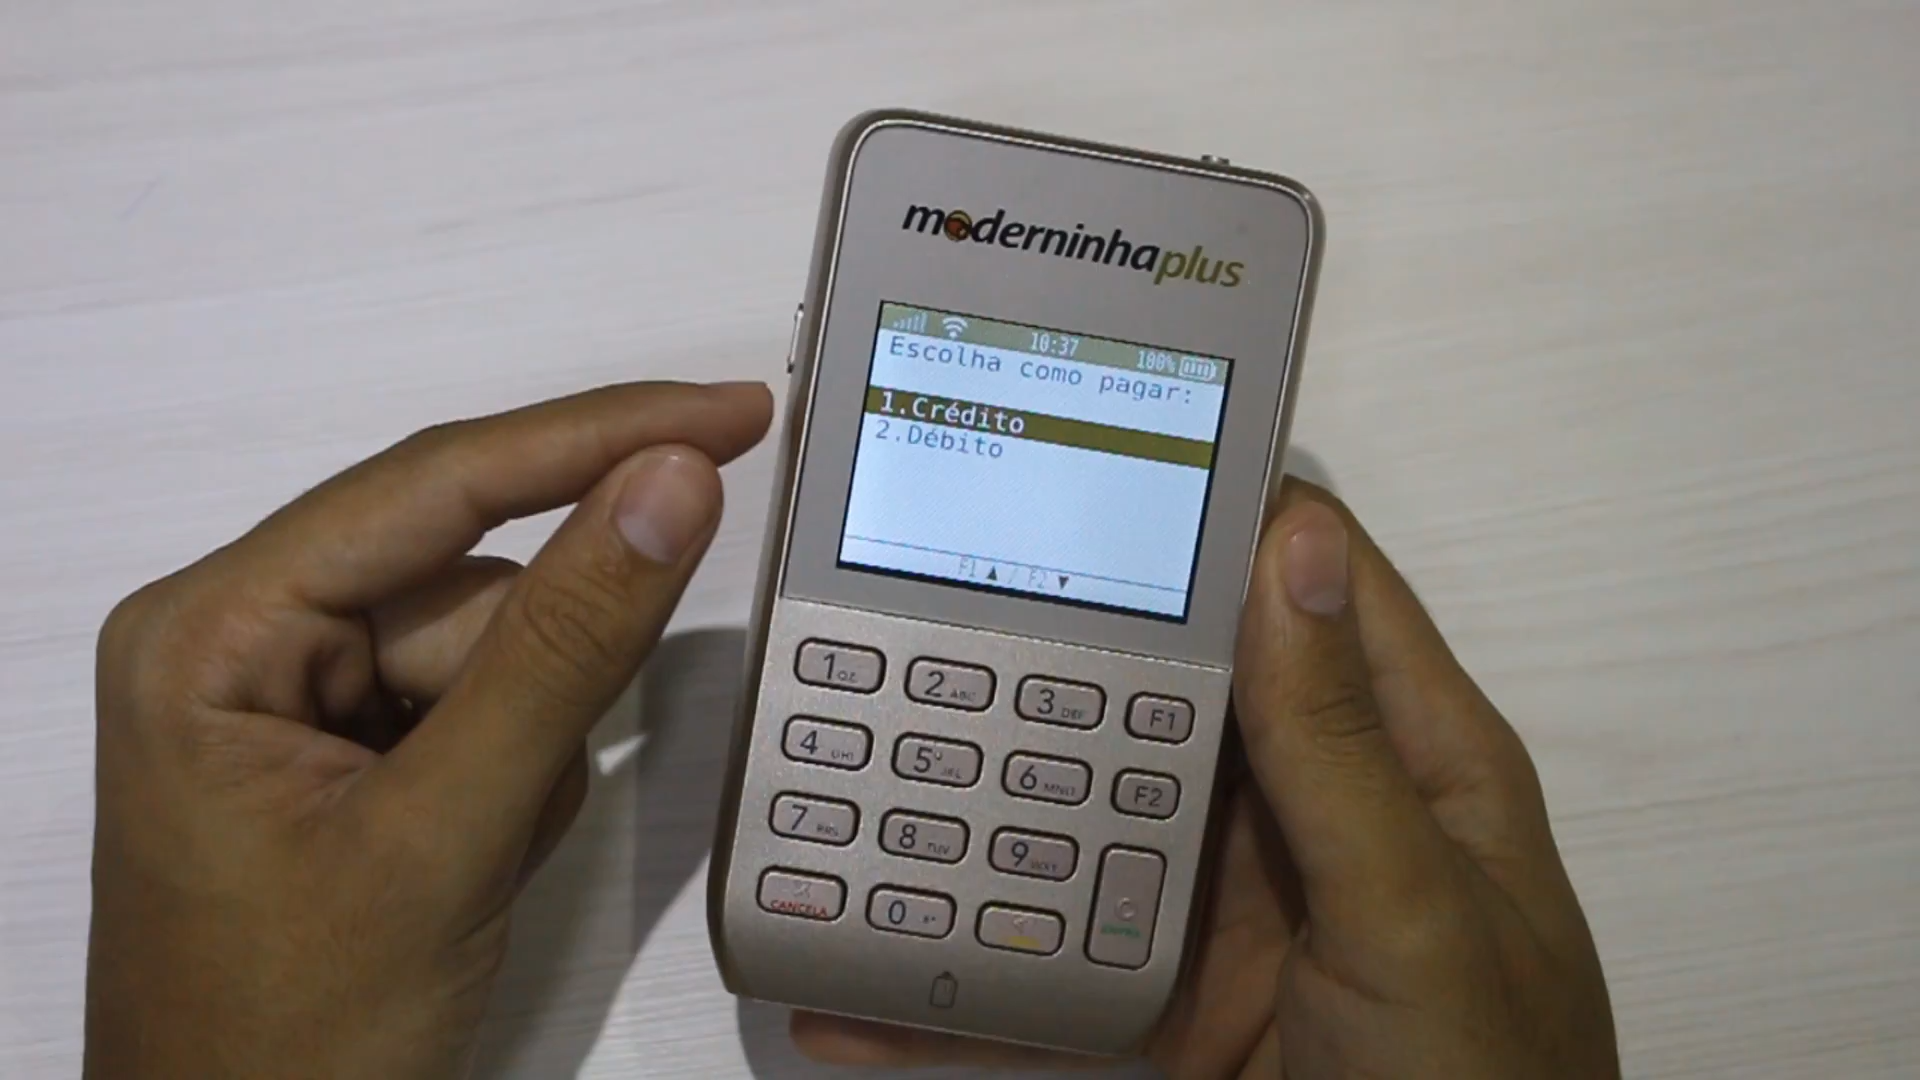 moderninhaplus
10:37 100%
Escolha como pagar:
1.Crédito
2.Débito
F1 ▲ / F2 ▼
1 QZ 2 ABC 3 DEF F1
4 GHI 5 JKL 6 MNO F2
7 PRS 8 TUV 9 WXY
CANCELA 0